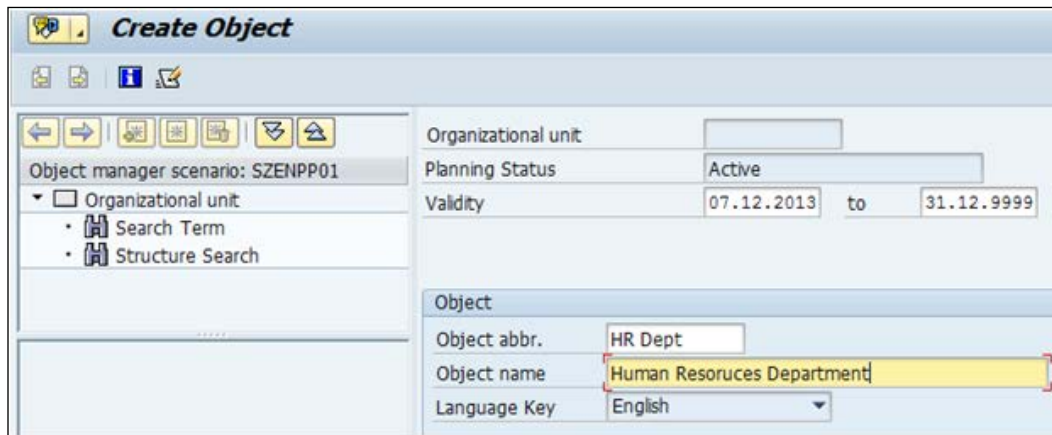 Create Object
Object manager scenario: SZENPP01
Organizational unit
Search Term
Structure Search
Organizational unit
Planning Status Active
Validity 07.12.2013 to 31.12.9999
Object
Object abbr. HR Dept
Object name Human Resoruces Department
Language Key English